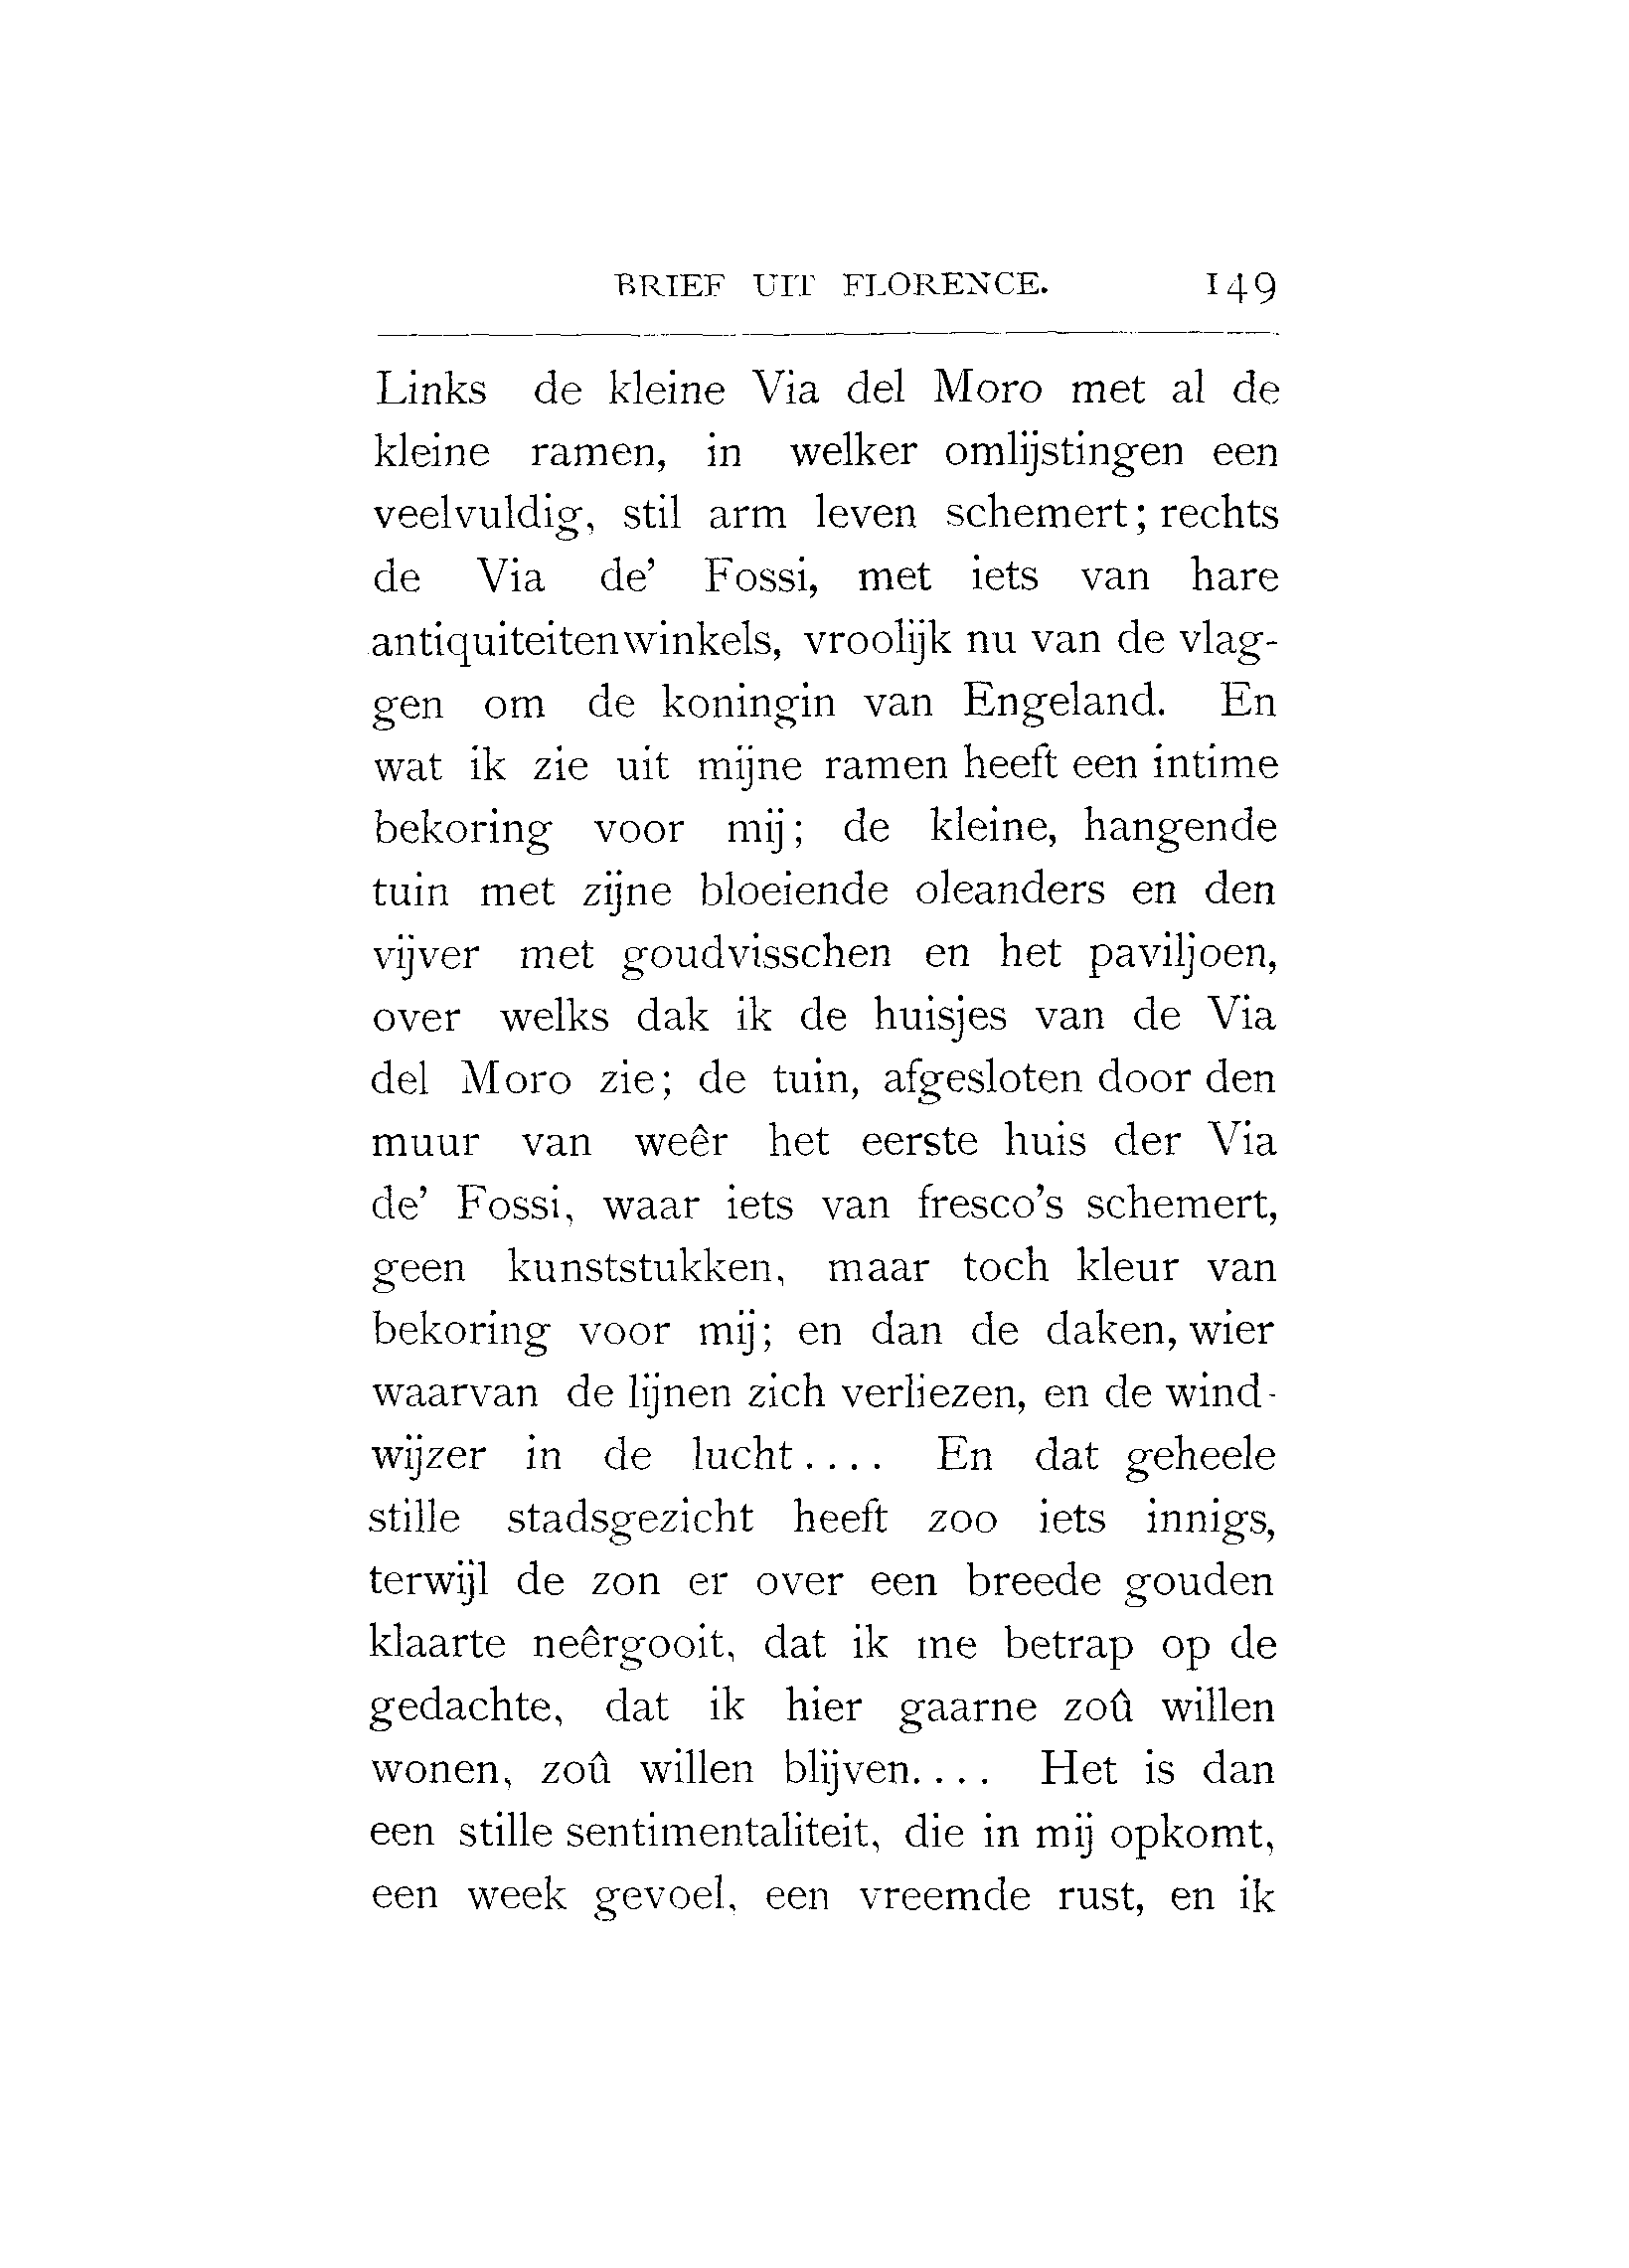 BRIEF UIT FLORENCE. 149
Links de kleine Via del Moro met al de
kleine ramen, in welker omlijstingen een
veelvuldig, stil arm leven schemert; rechts
de Via de' Fossi, met iets van hare
antiquiteitenwinkels, vroolijk nu van de vlag-
gen om de koningin van Engeland. En
wat ik zie uit mijne ramen heeft een intime
bekoring voor mij; de kleine, hangende
tuin met zijne bloeiende oleanders en den
vijver met goudvisschen en het paviljoen,
over welks dak ik de huisjes van de Via
del Moro zie; de tuin, afgesloten door den
muur van weêr het eerste huis der Via
de' Fossi, waar iets van fresco's schemert,
geen kunststukken, maar toch kleur van
bekoring voor mij; en dan de daken, wier
waarvan de lijnen zich verliezen, en de wind-
wijzer in de lucht.... En dat geheele
stille stadsgezicht heeft zoo iets innigs,
terwijl de zon er over een breede gouden
klaarte neêrgooit, dat ik me betrap op de
gedachte, dat ik hier gaarne zoû willen
wonen, zoû willen blijven.... Het is dan
een stille sentimentaliteit, die in mij opkomt,
een week gevoel, een vreemde rust, en ik